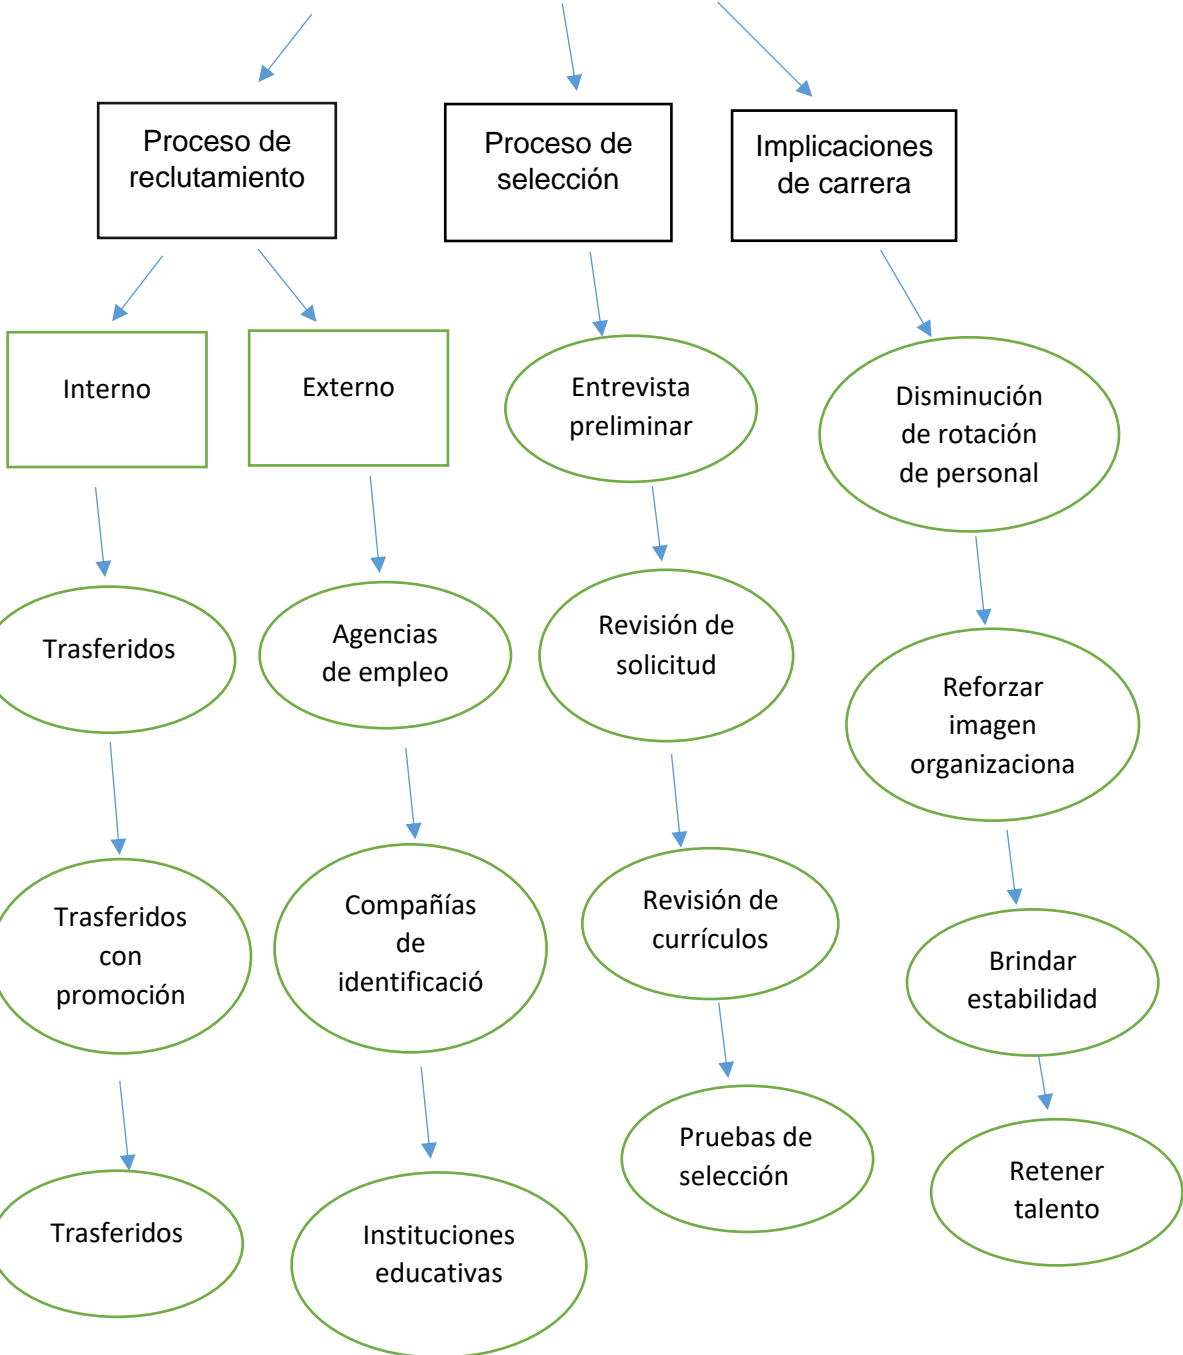 Proceso de
reclutamiento
Proceso de
selección
Implicaciones
de carrera
Interno
Externo
Entrevista
preliminar
Disminución
de rotación
de personal
Trasferidos
Agencias
de empleo
Revisión de
solicitud
Reforzar
imagen
organizaciona
Trasferidos
con
promoción
Compañías
de
identificació
Revisión de
currículos
Brindar
estabilidad
Trasferidos
Instituciones
educativas
Pruebas de
selección
Retener
talento